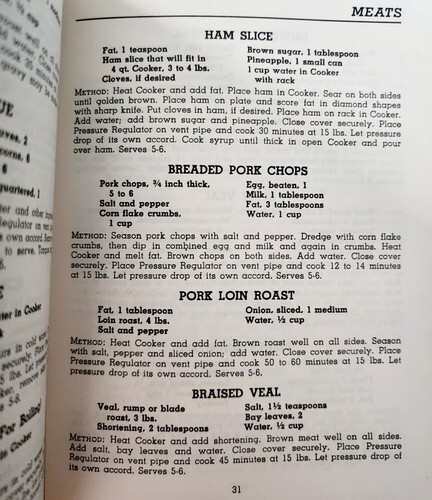 MEATS
HAM SLICE
Fat, 1 teaspoon
Ham slice that will fit in
4 qt. Cooker, 3 to 4 lbs.
Cloves, if desired
Brown sugar, 1 tablespoon
Pineapple, 1 small can
1 cup water in Cooker
with rack
METHOD: Heat Cooker and add fat. Place ham in Cooker. Sear on both sides
until golden brown. Place ham on plate and score fat in diamond shapes
with sharp knife. Put cloves in ham, if desired. Place ham on rack in Cooker.
Add water; add brown sugar and pineapple. Close cover securely. Place
Pressure Regulator on vent pipe and cook 30 minutes at 15 lbs. Let pressure
drop of its own accord. Cook syrup until thick in open Cooker and pour
over ham. Serves 5-6.
BREADED PORK CHOPS
Pork chops, ¾ inch thick,
5 to 6
Salt and pepper
Corn flake crumbs,
1 cup
Egg, beaten, 1
Milk, 1 tablespoon
Fat, 3 tablespoons
Water, 1 cup
METHOD: Season pork chops with salt and pepper. Dredge with corn flake
crumbs, then dip in combined egg and milk and again in crumbs. Heat
Cooker and melt fat. Brown chops on both sides. Add water. Close cover
securely. Place Pressure Regulator on vent pipe and cook 12 to 14 minutes
at 15 lbs. Let pressure drop of its own accord. Serves 5-6.
PORK LOIN ROAST
Fat, 1 tablespoon
Loin roast, 4 lbs.
Salt and pepper
Onion, sliced, 1 medium
Water, ½ cup
METHOD: Heat Cooker and add fat. Brown roast well on all sides. Season
with salt, pepper and sliced onion; add water. Close cover securely. Place
Pressure Regulator on vent pipe and cook 50 to 60 minutes at 15 lbs. Let
pressure drop of its own accord. Serves 5-6.
BRAISED VEAL
Veal, rump or blade
roast, 3 lbs.
Shortening, 2 tablespoons
Salt, 1½ teaspoons
Bay leaves, 2
Water, ½ cup
METHOD: Heat Cooker and add shortening. Brown meat well on all sides.
Add salt, bay leaves and water. Close cover securely. Place Pressure
Regulator on vent pipe and cook 45 minutes at 15 lbs. Let pressure drop of
its own accord. Serves 5-6.
31